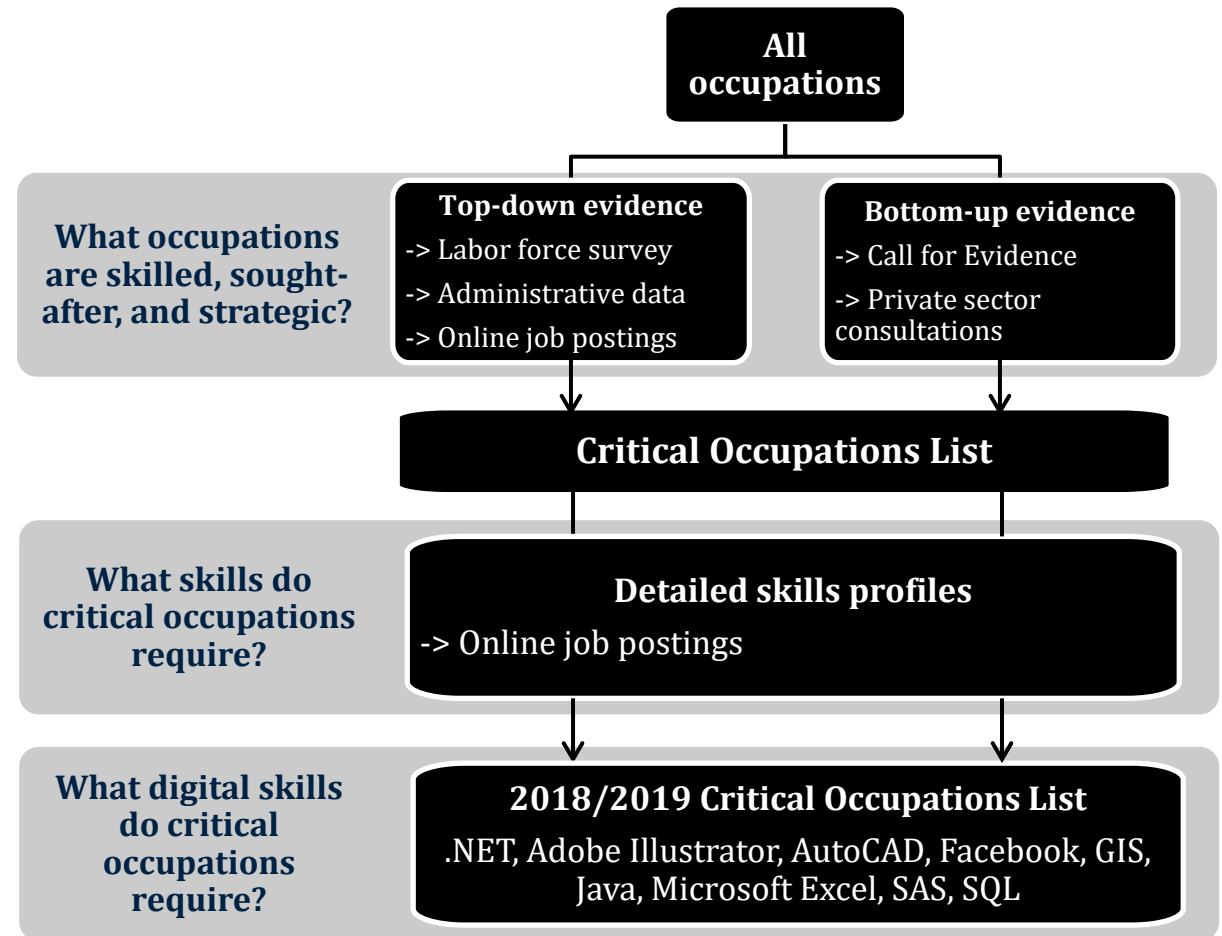 All
occupations
What occupations
are skilled, sought-
after, and strategic?
Top-down evidence
-> Labor force survey
-> Administrative data
-> Online job postings
Bottom-up evidence
-> Call for Evidence
-> Private sector
consultations
Critical Occupations List
What skills do
critical occupations
require?
Detailed skills profiles
-> Online job postings
What digital skills
do critical
occupations
require?
2018/2019 Critical Occupations List
.NET, Adobe Illustrator, AutoCAD, Facebook, GIS,
Java, Microsoft Excel, SAS, SQL